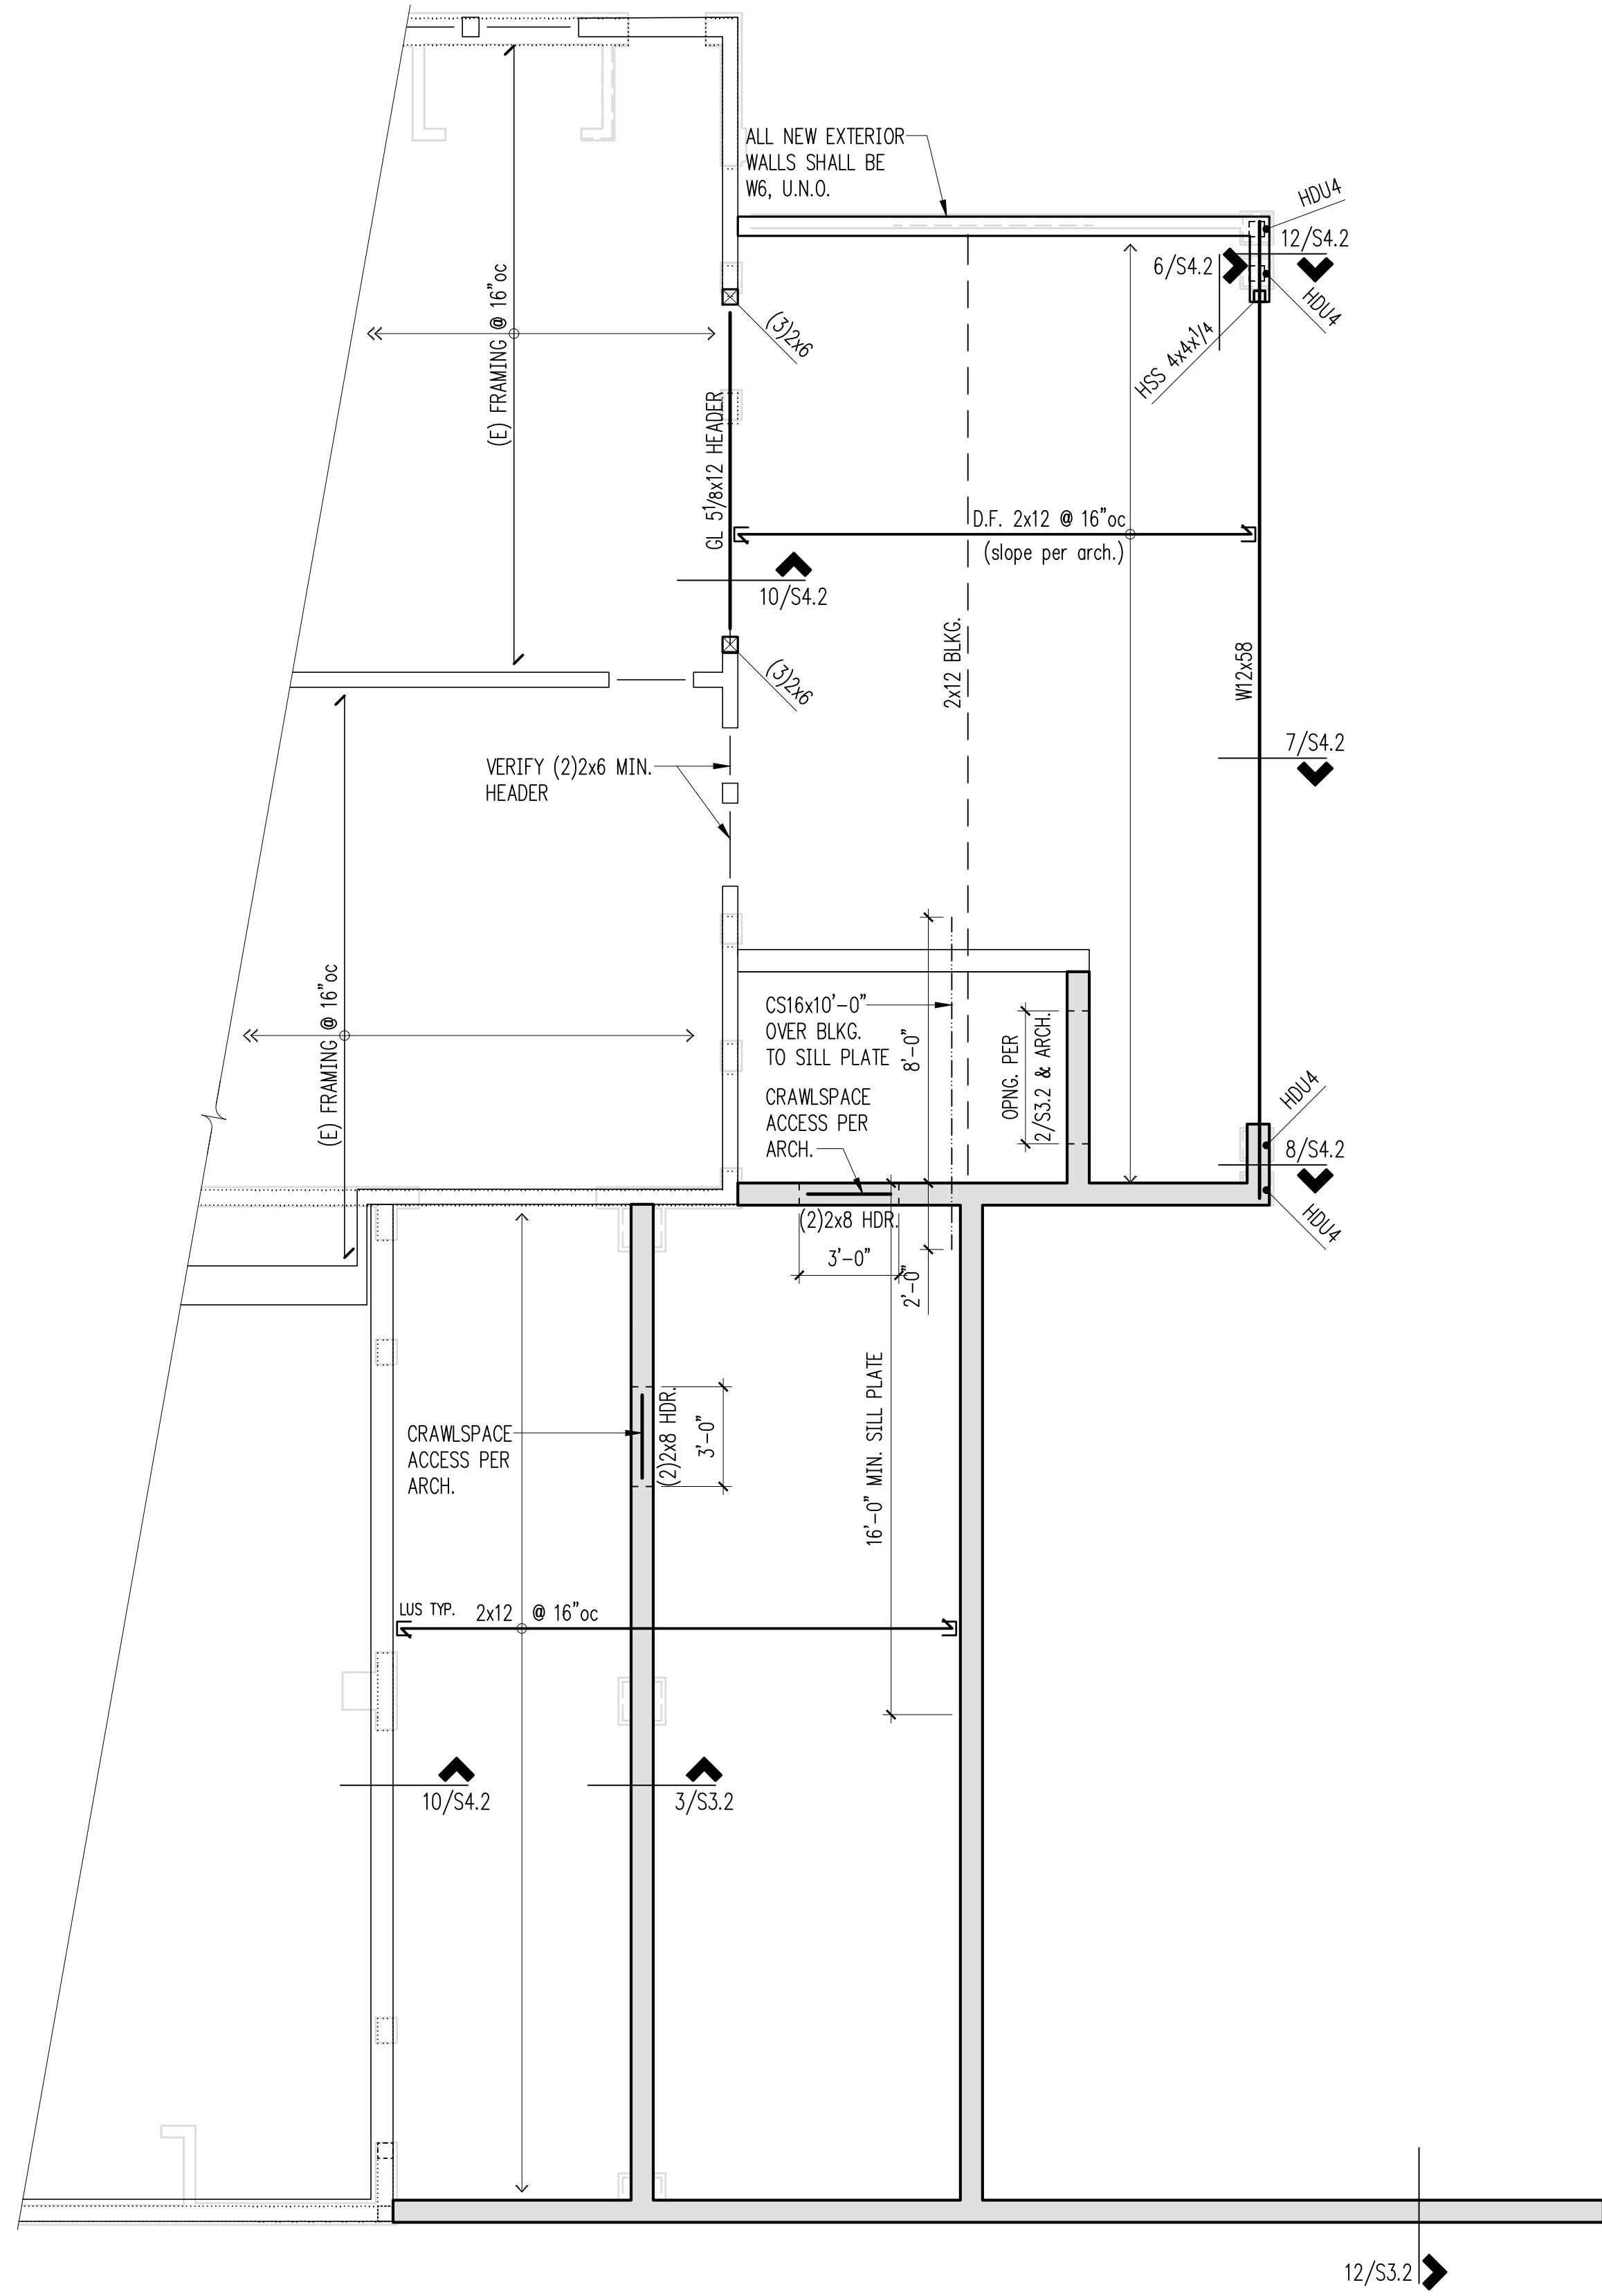 ALL NEW EXTERIOR
WALLS SHALL BE
W6, U.N.O.
HDU4
12/S4.2
6/S4.2
HDU4
HSS 4x4x1/4
(E) FRAMING @ 16"oc
(3)2x6
GL 5 1/8x12 HEADER
D.F. 2x12 @ 16"oc
(slope per arch.)
10/S4.2
2x12 BLKG.
W12x58
(3)2x6
7/S4.2
VERIFY (2)2x6 MIN.
HEADER
(E) FRAMING @ 16"oc
CS16x10'-0"
OVER BLKG.
TO SILL PLATE
8'-0"
OPNG. PER
2/S3.2 & ARCH.
CRAWLSPACE
ACCESS PER
ARCH.
HDU4
8/S4.2
HDU4
(2)2x8 HDR.
3'-0"
2'-0"
16'-0" MIN. SILL PLATE
CRAWLSPACE
ACCESS PER
ARCH.
(2)2x8 HDR.
3'-0"
LUS TYP.
2x12 @ 16"oc
10/S4.2
3/S3.2
12/S3.2